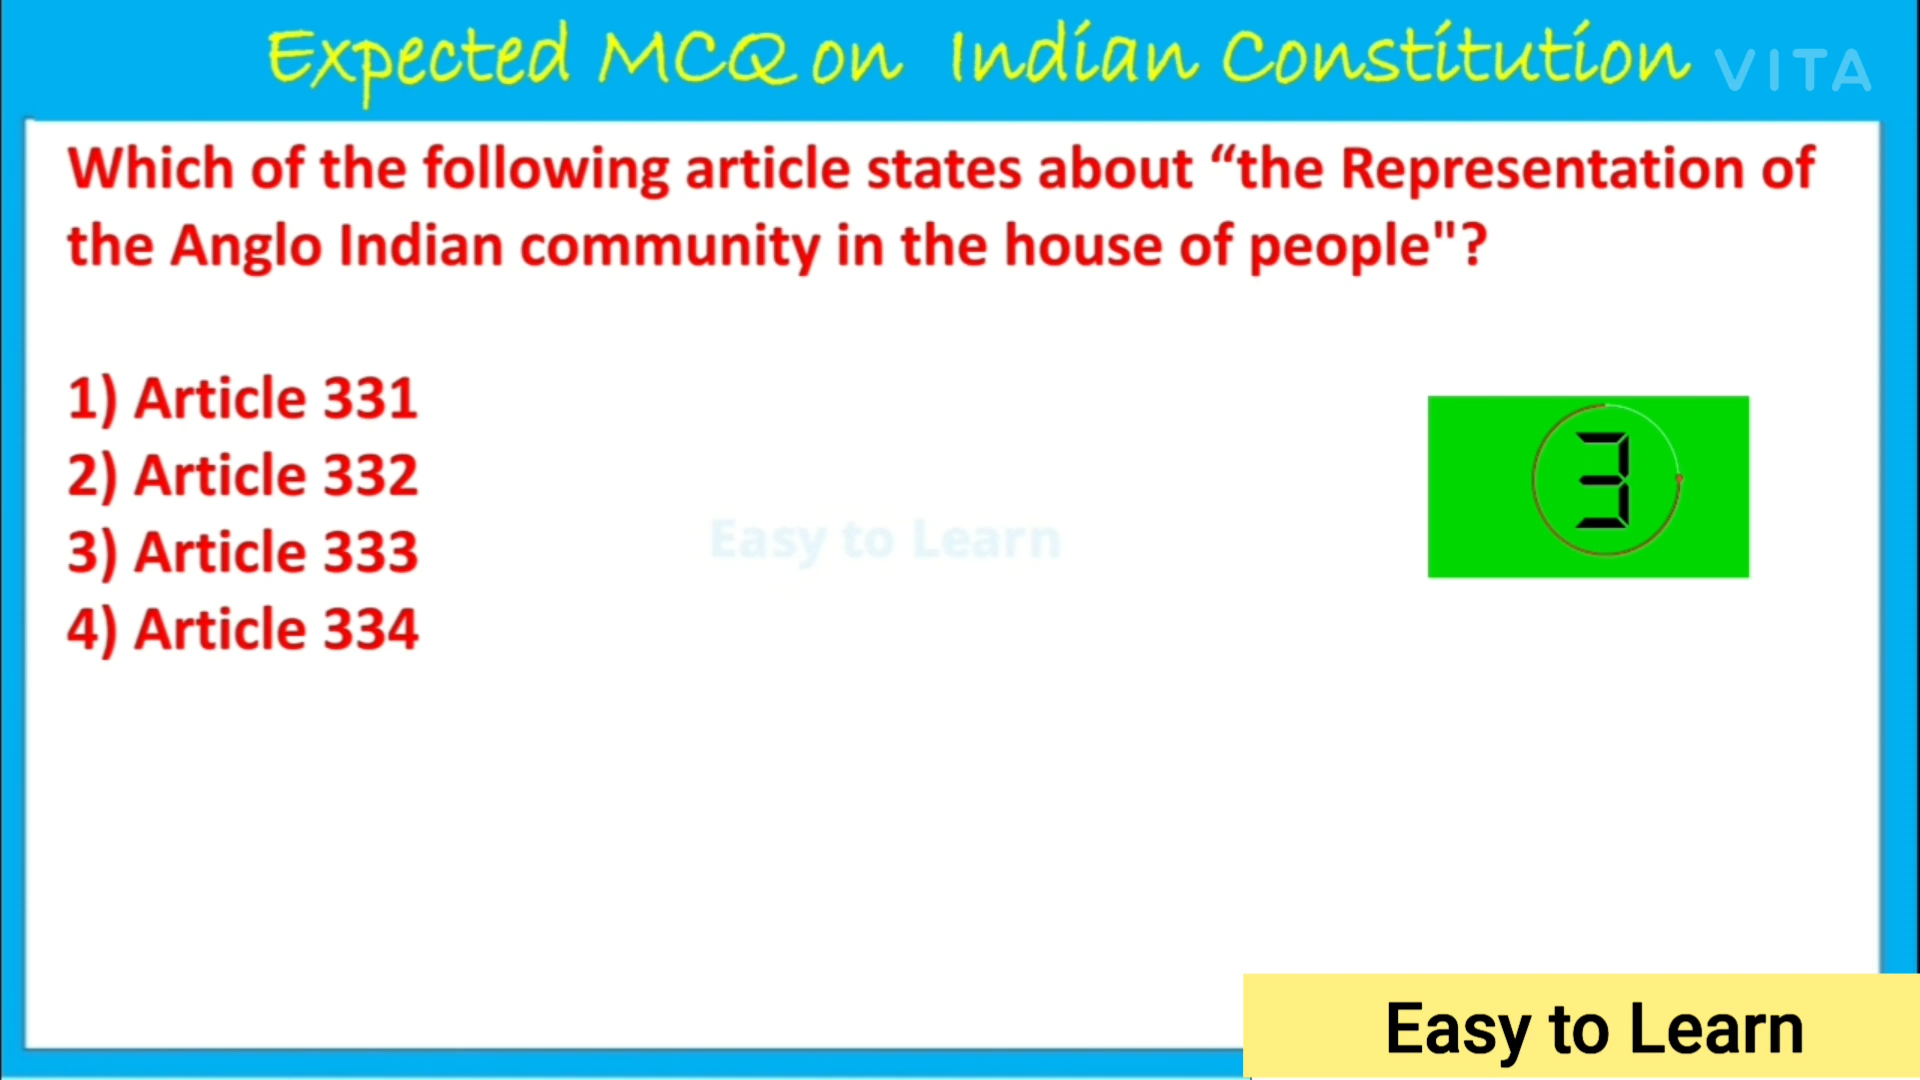 Expected MCQ on Indian Constitution
VITA
Which of the following article states about “the Representation of
the Anglo Indian community in the house of people"?
1) Article 331
2) Article 332
3) Article 333
4) Article 334
3
Easy to Learn
Easy to Learn